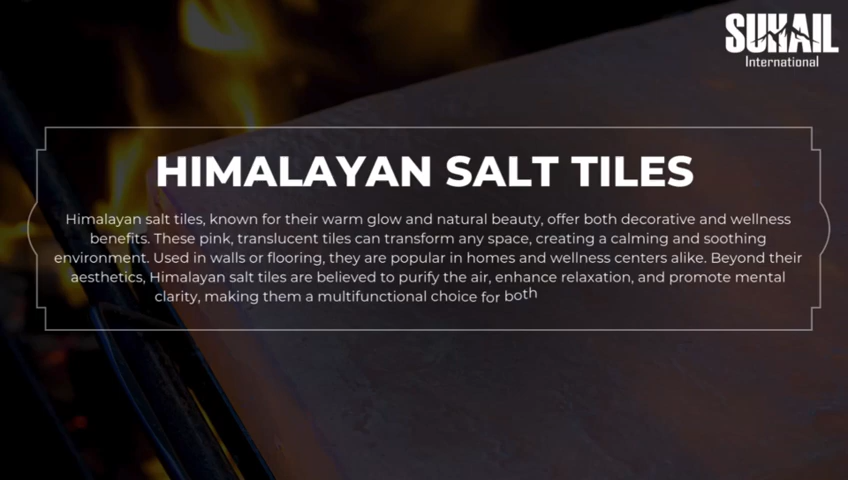 SUHAIL
International
HIMALAYAN SALT TILES
Himalayan salt tiles, known for their warm glow and natural beauty, offer both decorative and wellness
benefits. These pink, translucent tiles can transform any space, creating a calming and soothing
environment. Used in walls or flooring, they are popular in homes and wellness centers alike. Beyond their
aesthetics, Himalayan salt tiles are believed to purify the air, enhance relaxation, and promote mental
clarity, making them a multifunctional choice for both